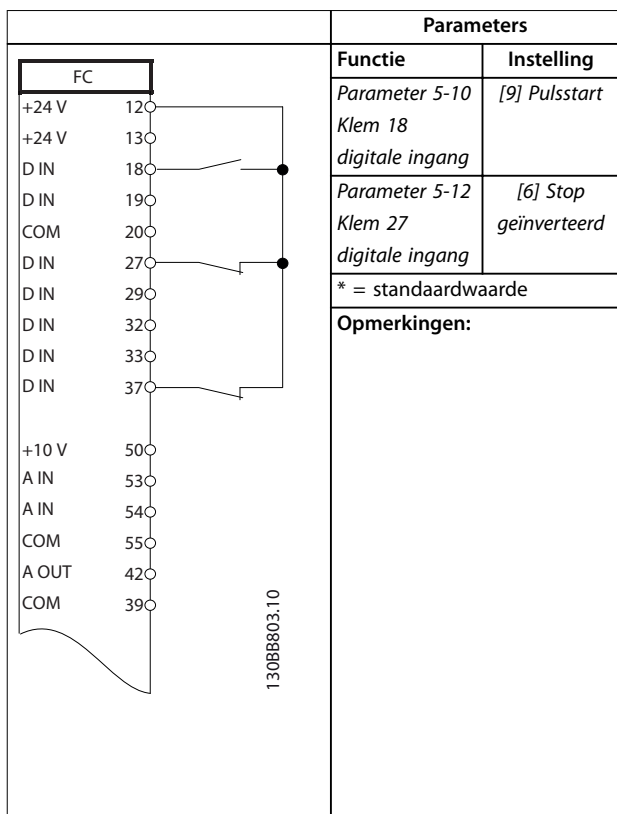 Parameters
Functie Instelling
Parameter 5-10 [9] Pulsstart
Klem 18
digitale ingang
Parameter 5-12 [6] Stop
Klem 27 geïnverteerd
digitale ingang
* = standaardwaarde
Opmerkingen:
FC
+24 V 12
+24 V 13
D IN 18
D IN 19
COM 20
D IN 27
D IN 29
D IN 32
D IN 33
D IN 37
+10 V 50
A IN 53
A IN 54
COM 55
A OUT 42
COM 39
130BB803.10